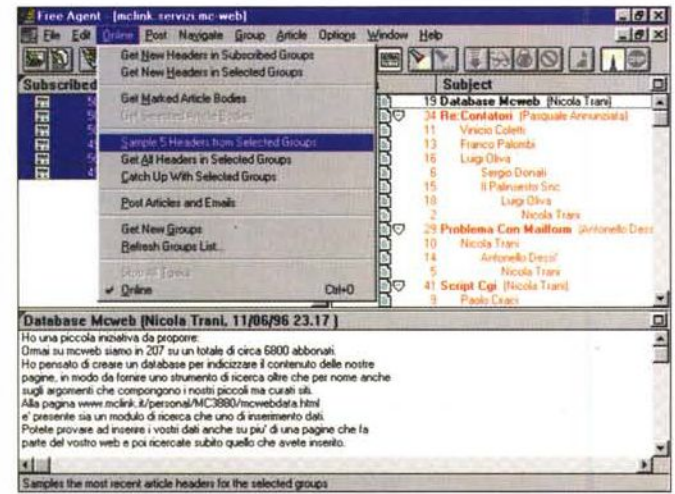 Free Agent - [mclink.servizi.mc-web]
File Edit Online Post Navigate Group Article Options Window Help
Get New Headers in Subscribed Groups
Get New Headers in Selected Groups
Get Marked Article Bodies
Get Selected Article Bodies
Sample 5 Headers from Selected Groups
Get All Headers in Selected Groups
Catch Up With Selected Groups
Post Articles and Emails
Get New Groups
Refresh Groups List...
Stop All Tasks
Online Ctrl+O
Subscribed
Subject
19 Database Mcweb (Nicola Trani)
34 Re:Contatori (Pasquale Annunziata)
11 Vinicio Coletti
13 Franco Palombi
16 Luigi Oliva
6 Sergio Donati
15 Il Palinsesto Snc
18 Luigi Oliva
2 Nicola Trani
29 Problema Con Mailform (Antonello Dess
10 Nicola Trani
14 Antonello Dessi'
5 Nicola Trani
41 Script Cgi (Nicola Trani)
9 Paolo Ciraci
Database Mcweb (Nicola Trani, 11/06/96 23.17 )
Ho una piccola iniziativa da proporre:
Ormai su mcweb siamo in 207 su un totale di circa 6800 abbonati.
Ho pensato di creare un database per indicizzare il contenuto delle nostre
pagine, in modo da fornire uno strumento di ricerca oltre che per nome anche
sugli argomenti che compongono i nostri piccoli ma curati siti.
Alla pagina www.mclink.it/personal/MC3880/mcwebdata.html
e' presente sia un modulo di ricerca che uno di inserimento dati.
Potete provare ad inserire i vostri dati anche su piu' di una pagine che fa
parte del vostro web e poi ricercate subito quello che avete inserito.
Samples the most recent article headers for the selected groups